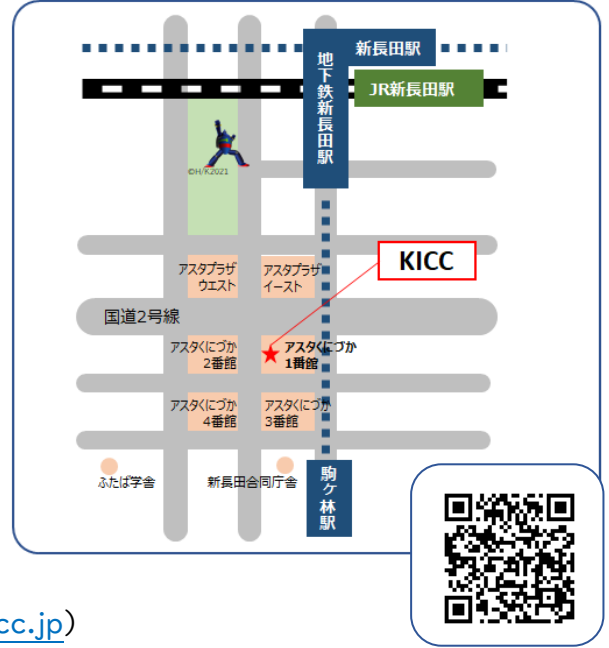 新長田駅
地下鉄新長田駅
JR新長田駅
©H/K2021
KICC
アスタプラザ
ウエスト
アスタプラザ
イースト
国道2号線
アスタくにづか
2番館
アスタくにづか
1番館
アスタくにづか
4番館
アスタくにづか
3番館
ふたば学舎
新長田合同庁舎
駒ヶ林駅
cc.jp)